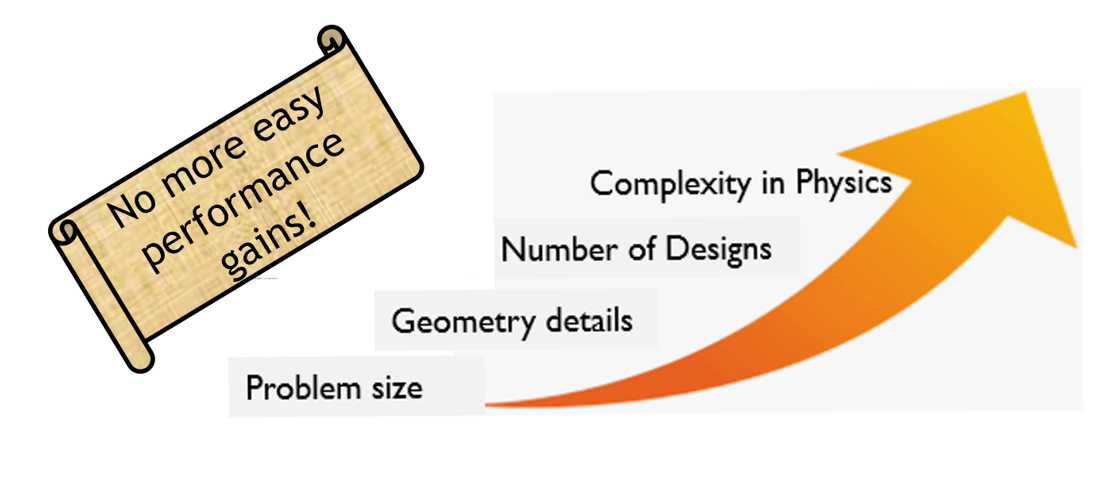 No more easy
performance
gains!
Complexity in Physics
Number of Designs
Geometry details
Problem size